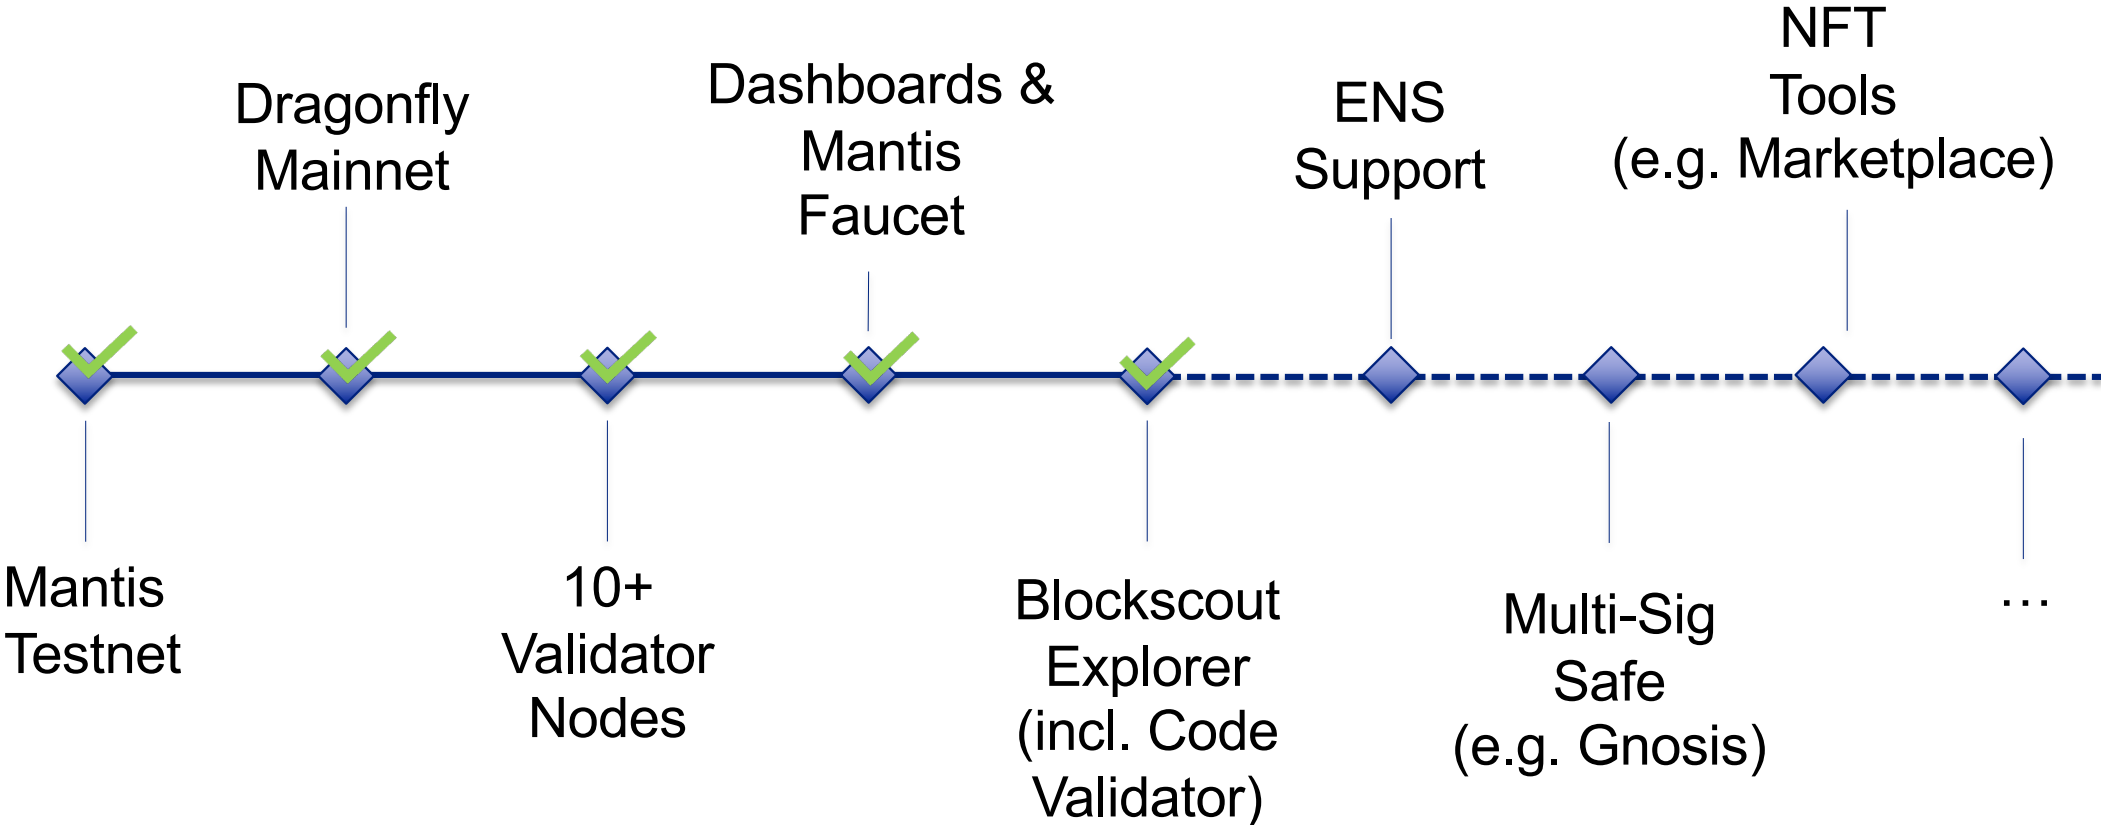 Mantis
Testnet
Dragonfly
Mainnet
10+
Validator
Nodes
Dashboards &
Mantis
Faucet
Blockscout
Explorer
(incl. Code
Validator)
ENS
Support
Multi-Sig
Safe
(e.g. Gnosis)
NFT
Tools
(e.g. Marketplace)
…